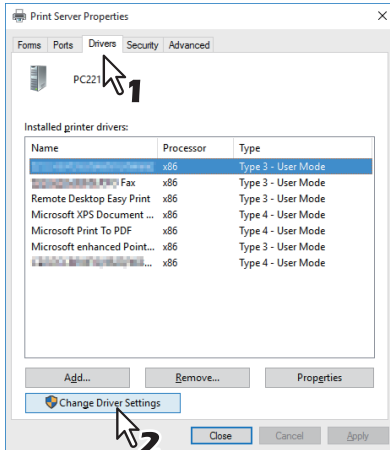 Print Server Properties
Forms Ports Drivers Security Advanced
PC221
1
Installed printer drivers:
Name Processor Type
x86 Type 3 - User Mode
Fax x86 Type 3 - User Mode
Remote Desktop Easy Print x86 Type 3 - User Mode
Microsoft XPS Document ... x86 Type 4 - User Mode
Microsoft Print To PDF x86 Type 4 - User Mode
Microsoft enhanced Point... x86 Type 3 - User Mode
... x86 Type 4 - User Mode
Add... Remove... Properties
Change Driver Settings
2
Close Cancel Apply